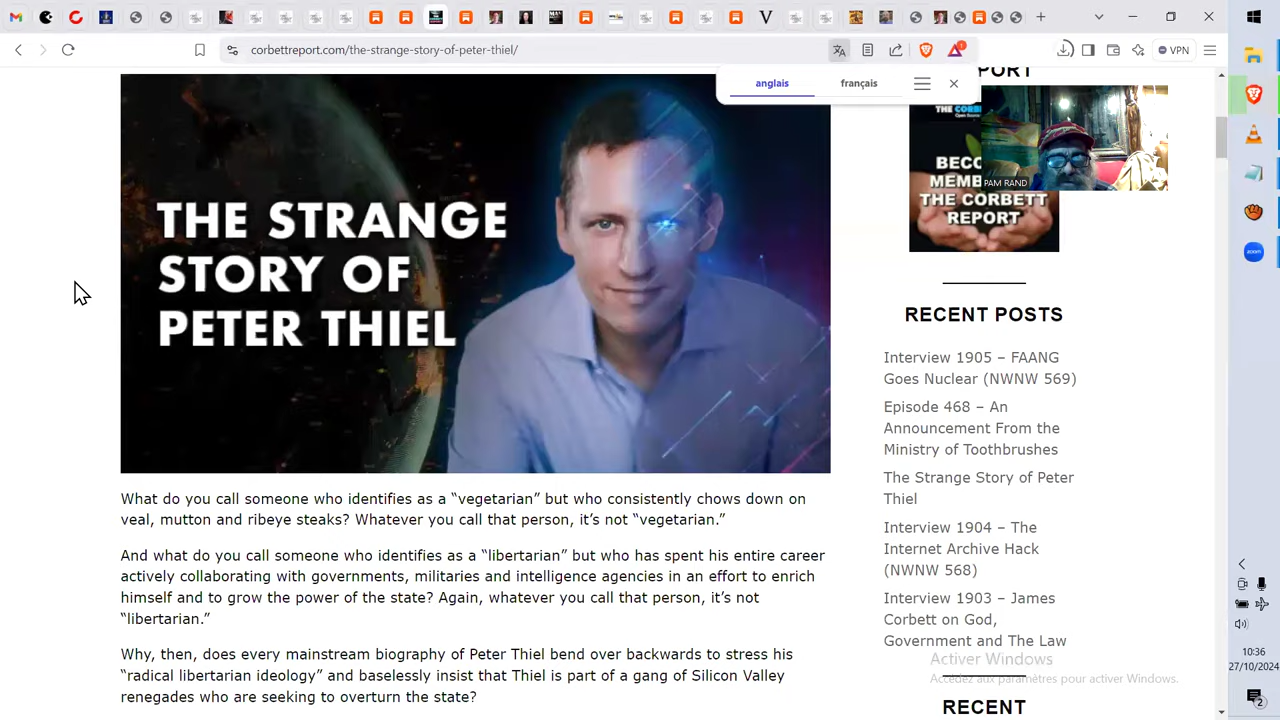 corbettreport.com/the-strange-story-of-peter-thiel/
VPN
anglais
français
PORT
THE CORBE
PAM RAND
BECO
MEMB
THE CORBETT
REPORT
THE STRANGE
STORY OF
PETER THIEL
What do you call someone who identifies as a “vegetarian” but who consistently chows down on
veal, mutton and ribeye steaks? Whatever you call that person, it’s not “vegetarian.”
And what do you call someone who identifies as a “libertarian” but who has spent his entire career
actively collaborating with governments, militaries and intelligence agencies in an effort to enrich
himself and to grow the power of the state? Again, whatever you call that person, it’s not
“libertarian.”
Why, then, does every mainstream biography of Peter Thiel bend over backwards to stress his
“radical libertarian ideology” and baselessly insist that Thiel is part of a gang of Silicon Valley
renegades who are seeking to overturn the state?
RECENT POSTS
Interview 1905 – FAANG
Goes Nuclear (NWNW 569)
Episode 468 – An
Announcement From the
Ministry of Toothbrushes
The Strange Story of Peter
Thiel
Interview 1904 – The
Internet Archive Hack
(NWNW 568)
Interview 1903 – James
Corbett on God,
Government and The Law
RECENT
Activer Windows
Accédez aux paramètres pour activer Windows.
zoom
10:36
27/10/2024
2